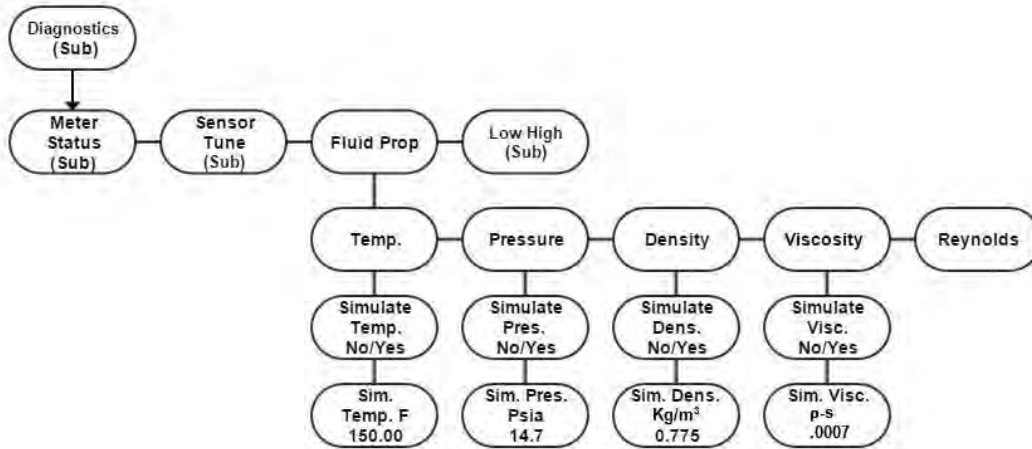 Diagnostics
(Sub)
Meter
Status
(Sub)
Sensor
Tune
(Sub)
Fluid Prop
Low High
(Sub)
Temp.
Pressure
Density
Viscosity
Reynolds
Simulate
Temp.
No/Yes
Simulate
Pres.
No/Yes
Simulate
Dens.
No/Yes
Simulate
Visc.
No/Yes
Sim.
Temp. F
150.00
Sim. Pres.
Psia
14.7
Sim. Dens.
Kg/m³
0.775
Sim. Visc.
ρ-s
.0007